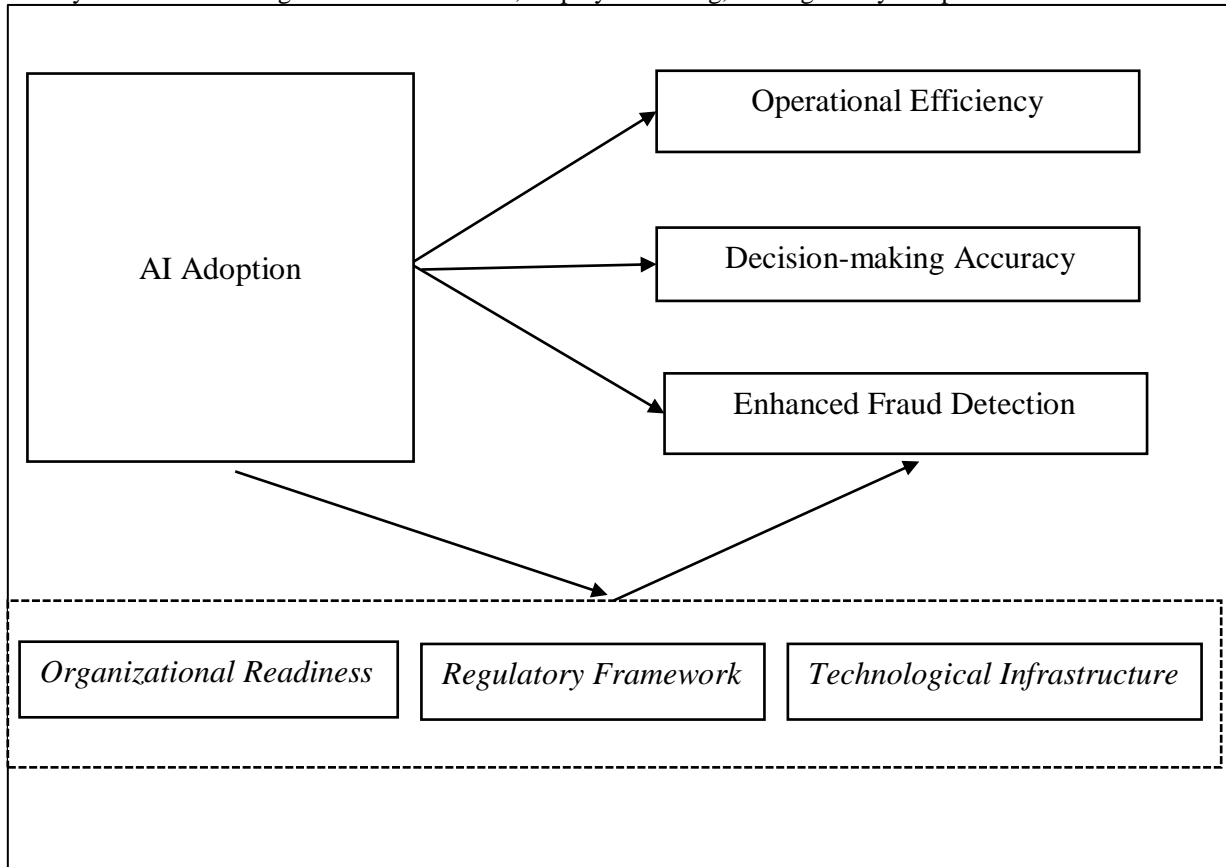 Operational Efficiency
AI Adoption
Decision-making Accuracy
Enhanced Fraud Detection
Organizational Readiness
Regulatory Framework
Technological Infrastructure